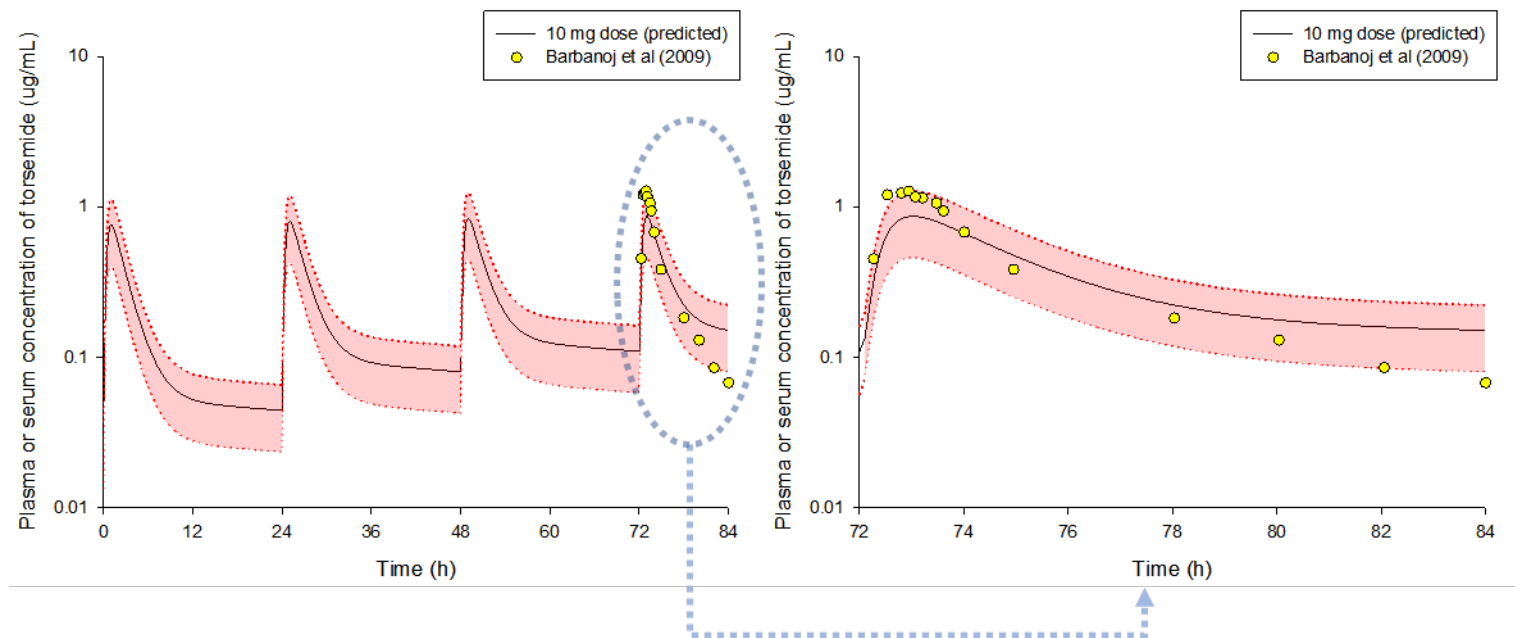 Plasma or serum concentration of torsemide (ug/mL)
10 mg dose (predicted)
Barbanoj et al (2009)
10
1
0.1
0.01
0 12 24 36 48 60 72 84
Time (h)
Plasma or serum concentration of torsemide (ug/mL)
10 mg dose (predicted)
Barbanoj et al (2009)
10
1
0.1
0.01
72 74 76 78 80 82 84
Time (h)